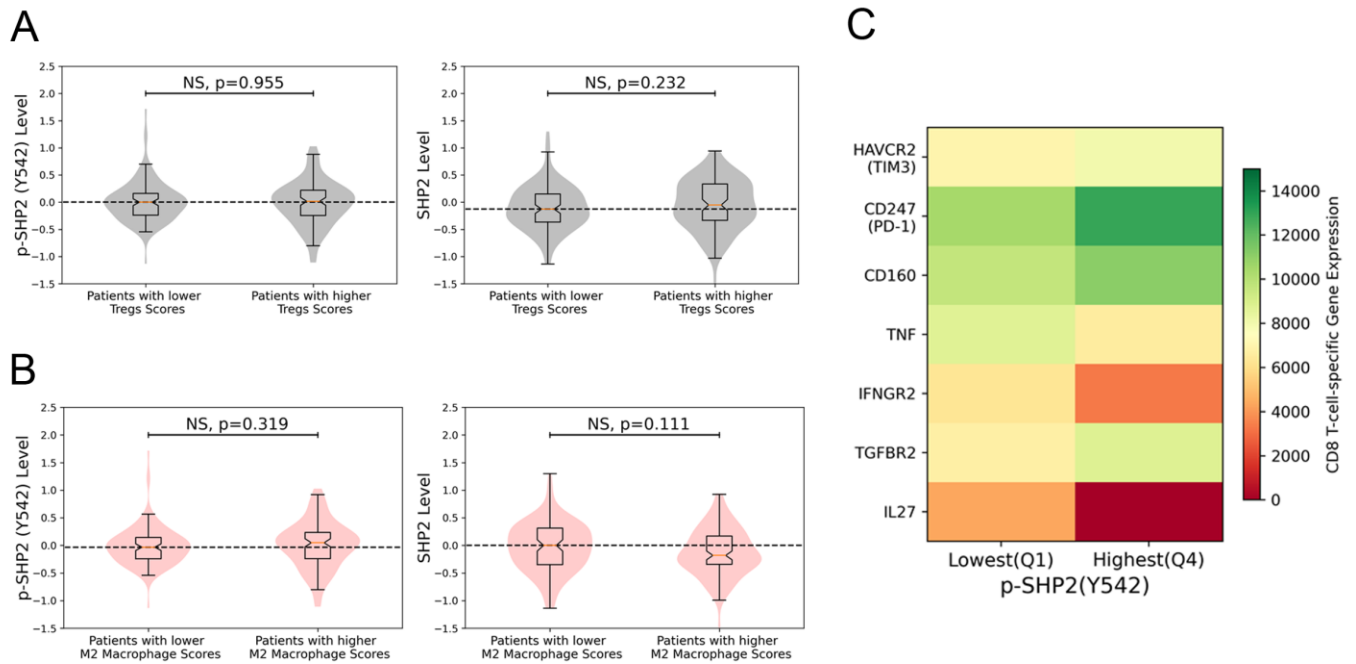 A
p-SHP2 (Y542) Level
2.5
2.0
1.5
1.0
0.5
0.0
−0.5
−1.0
−1.5
NS, p=0.955
Patients with lower
Tregs Scores
Patients with higher
Tregs Scores
SHP2 Level
2.5
2.0
1.5
1.0
0.5
0.0
−0.5
−1.0
−1.5
NS, p=0.232
Patients with lower
Tregs Scores
Patients with higher
Tregs Scores
B
p-SHP2 (Y542) Level
2.5
2.0
1.5
1.0
0.5
0.0
−0.5
−1.0
−1.5
NS, p=0.319
Patients with lower
M2 Macrophage Scores
Patients with higher
M2 Macrophage Scores
SHP2 Level
2.5
2.0
1.5
1.0
0.5
0.0
−0.5
−1.0
−1.5
NS, p=0.111
Patients with lower
M2 Macrophage Scores
Patients with higher
M2 Macrophage Scores
C
HAVCR2
(TIM3)
CD247
(PD-1)
CD160
TNF
IFNGR2
TGFBR2
IL27
Lowest(Q1)
Highest(Q4)
p-SHP2(Y542)
14000
12000
10000
8000
6000
4000
2000
0
CD8 T-cell-specific Gene Expression